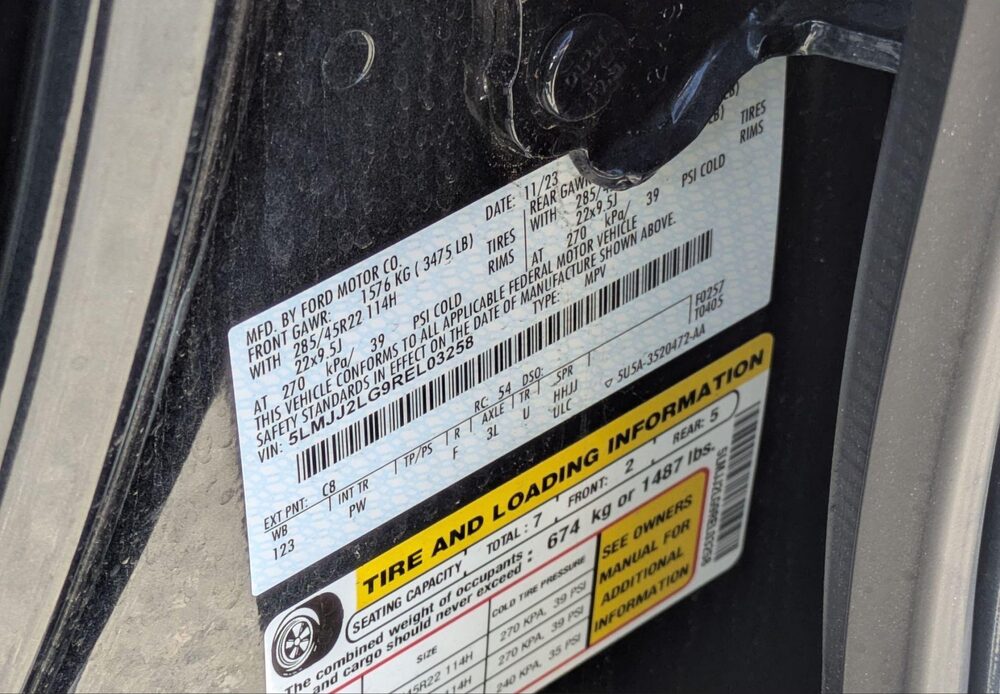 MFD. BY FORD MOTOR CO.
DATE: 11/23
FRONT GAWR: 1576 KG ( 3475 LB)
REAR GAWR
WITH 285/45R22 114H TIRES
22x9.5J RIMS
WITH 285/ TIRES
22x9.5J RIMS
AT 270 kPa/ 39 PSI COLD
AT 270 kPa/ 39 PSI COLD
THIS VEHICLE CONFORMS TO ALL APPLICABLE FEDERAL MOTOR VEHICLE
SAFETY STANDARDS IN EFFECT ON THE DATE OF MANUFACTURE SHOWN ABOVE.
VIN: 5LMJJ2LG9REL03258
TYPE: MPV
EXT PNT: C8 RC: 54 DSO:
F0257
T0405
WB INT TR TP/PS R AXLE TR SPR
123 PW F 3L U HHJJ
ULC
5U5A-3520472-AA
TIRE AND LOADING INFORMATION
SEATING CAPACITY TOTAL: 7 FRONT: 2 REAR: 5
The combined weight of occupants
and cargo should never exceed : 674 kg or 1487 lbs.
SIZE COLD TIRE PRESSURE
45R22 114H 270 KPA, 39 PSI
114H 270 KPA, 39 PSI
240 KPA, 35 PSI
SEE OWNERS
MANUAL FOR
ADDITIONAL
INFORMATION